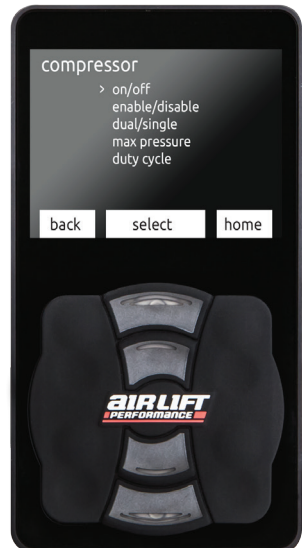 compressor
> on/off
enable/disable
dual/single
max pressure
duty cycle
back select home
AIRLIFT
PERFORMANCE